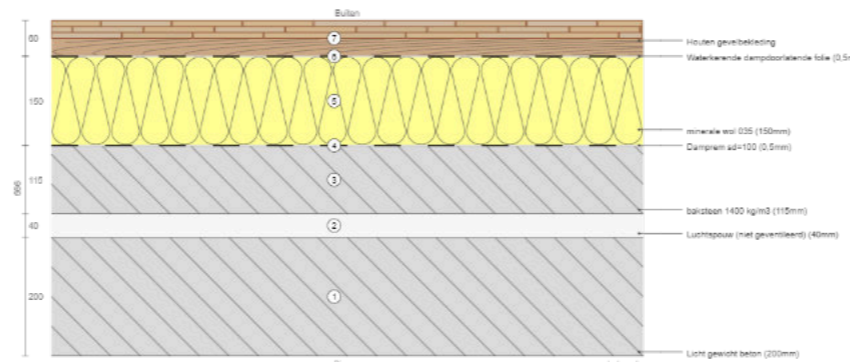 Buiten
60
7
Houten gevelbekleding
6
Waterkerende dampdoorlatende folie (0,5m
150
5
minerale wol 035 (150mm)
4
Damprem sd=100 (0,5mm)
115
3
baksteen 1400 kg/m3 (115mm)
40
2
Luchtspouw (niet geventileerd) (40mm)
200
1
Licht gewicht beton (200mm)